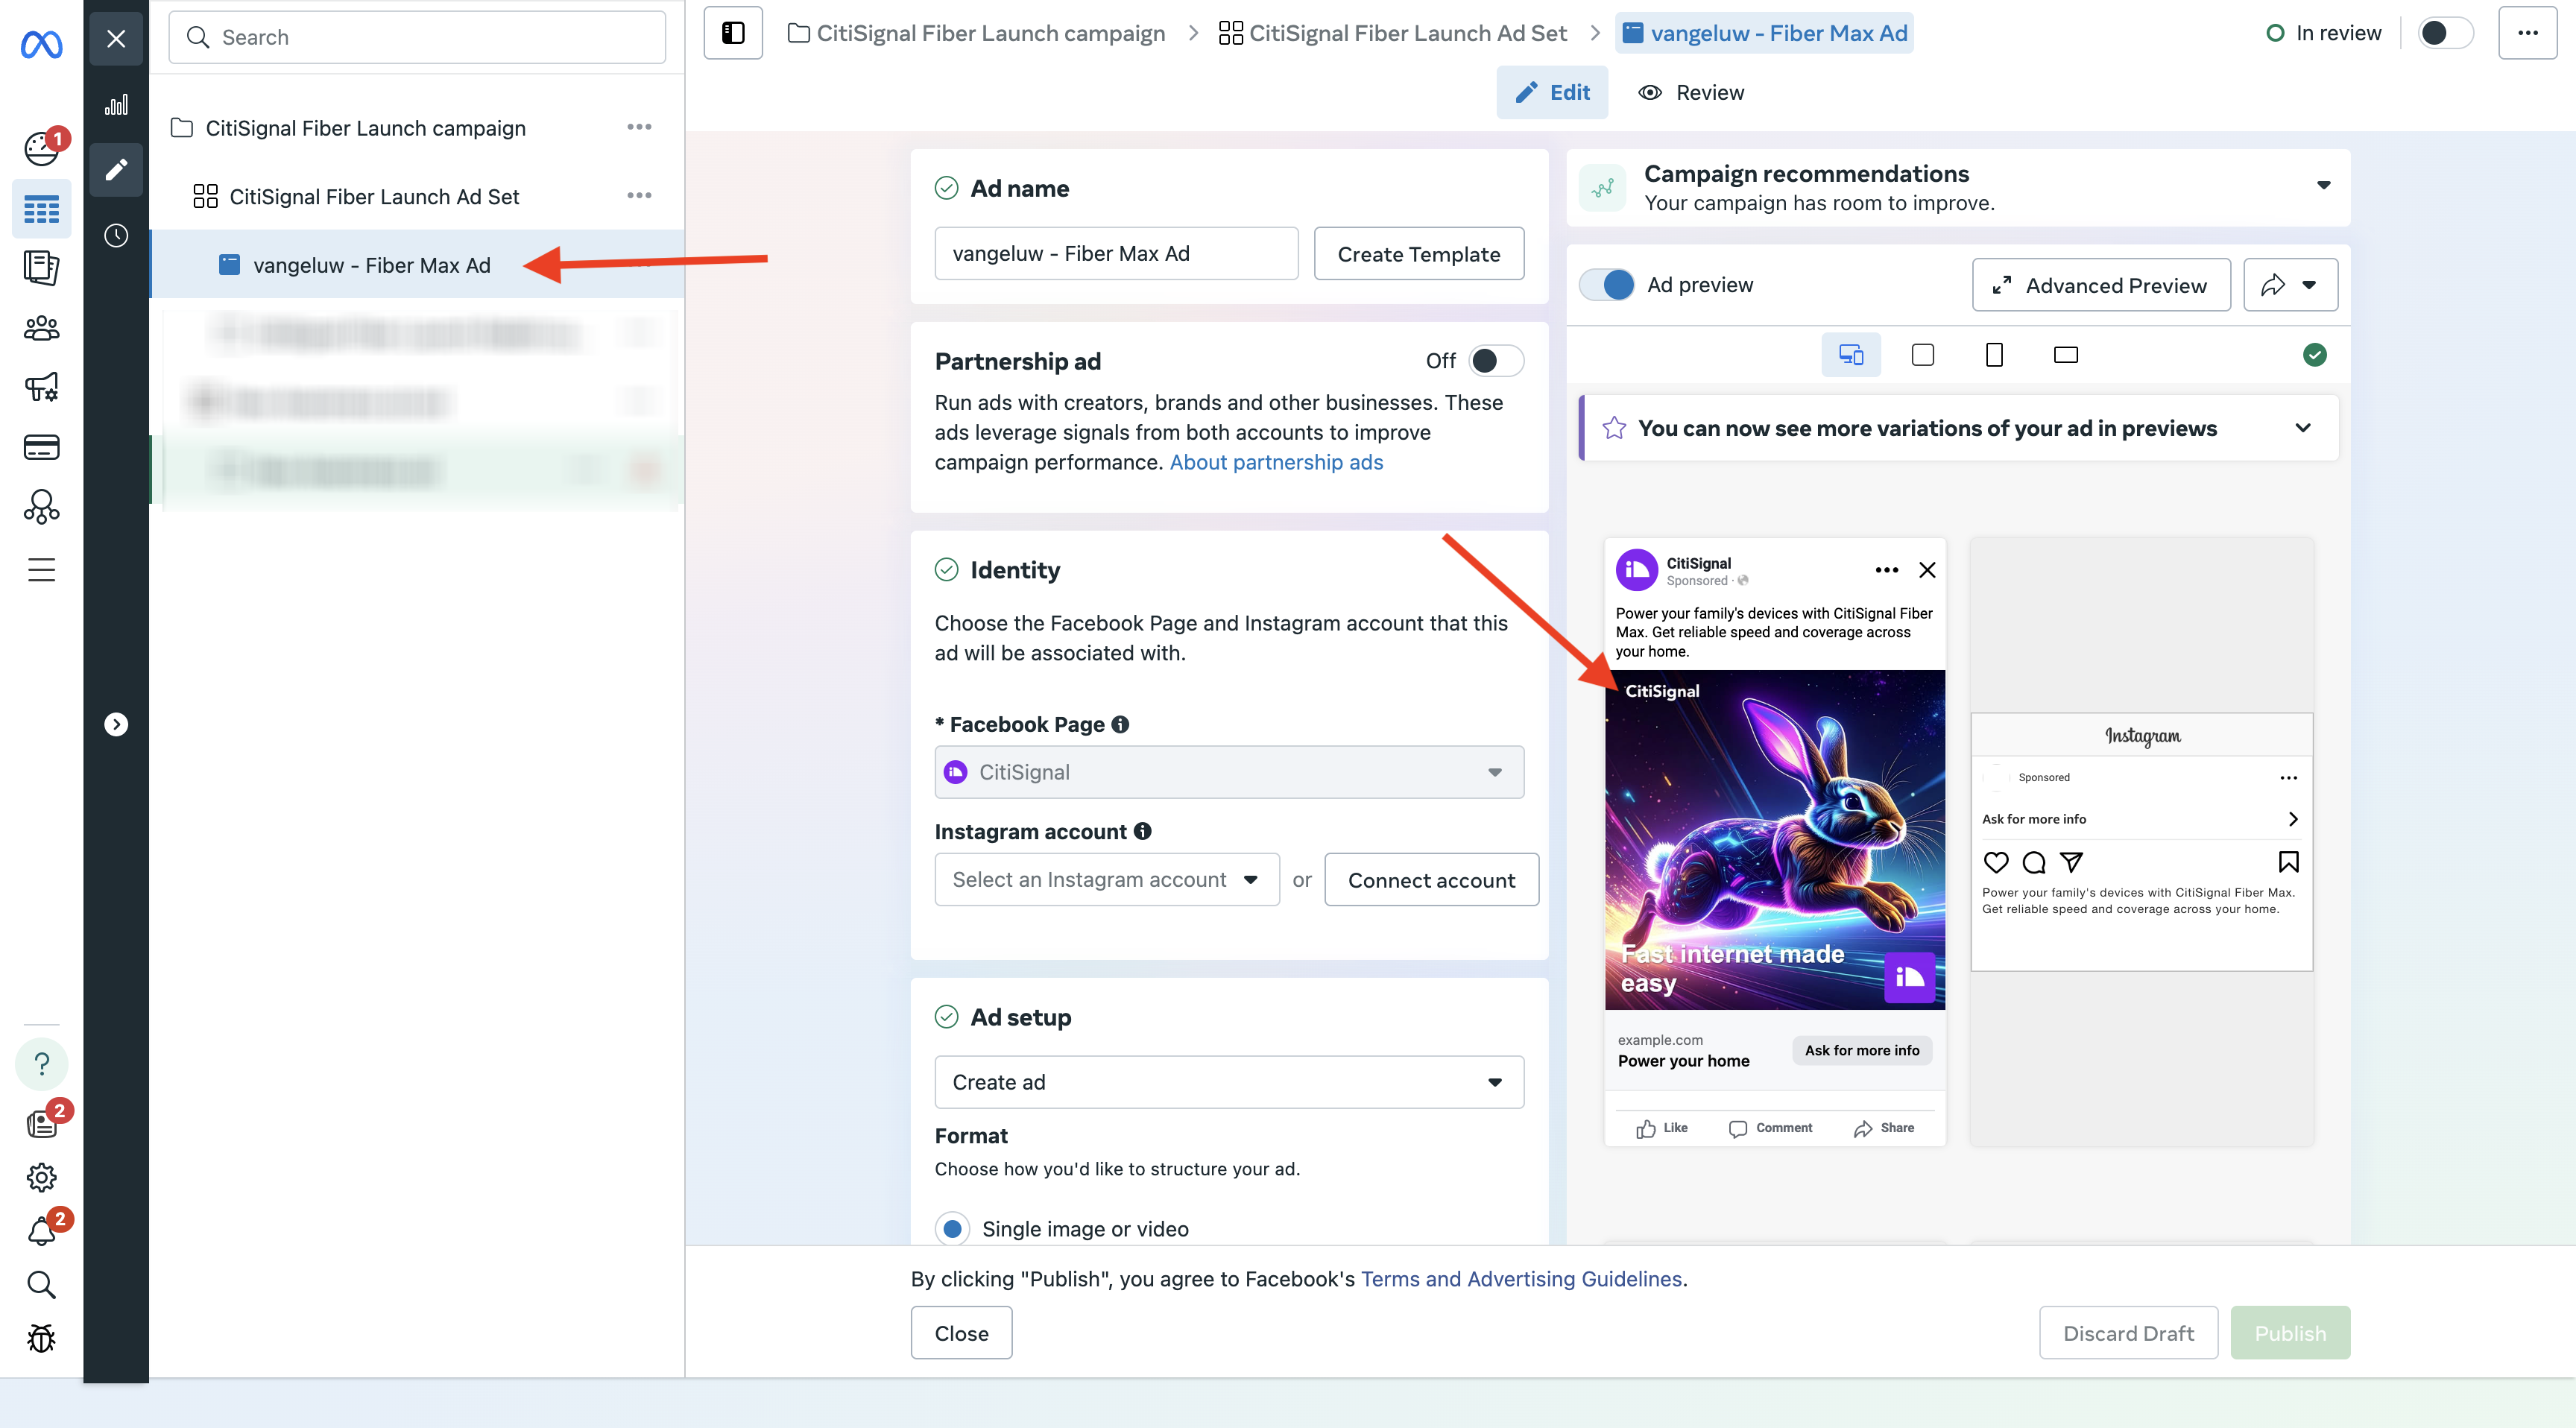 Search
CitiSignal Fiber Launch campaign
CitiSignal Fiber Launch Ad Set
vangeluw - Fiber Max Ad
In review
Edit
Review
1
CitiSignal Fiber Launch campaign
CitiSignal Fiber Launch Ad Set
vangeluw - Fiber Max Ad
2
2
Ad name
vangeluw - Fiber Max Ad
Create Template
Partnership ad
Off
Run ads with creators, brands and other businesses. These
ads leverage signals from both accounts to improve
campaign performance. About partnership ads
Identity
Choose the Facebook Page and Instagram account that this
ad will be associated with.
* Facebook Page
CitiSignal
Instagram account
Select an Instagram account
or
Connect account
Ad setup
Create ad
Format
Choose how you'd like to structure your ad.
Single image or video
Campaign recommendations
Your campaign has room to improve.
Ad preview
Advanced Preview
You can now see more variations of your ad in previews
CitiSignal
Sponsored ·
Power your family's devices with CitiSignal Fiber
Max. Get reliable speed and coverage across
your home.
CitiSignal
Fast internet made
easy
example.com
Power your home
Ask for more info
Like
Comment
Share
Instagram
Sponsored
Ask for more info
Power your family's devices with CitiSignal Fiber Max.
Get reliable speed and coverage across your home.
By clicking "Publish", you agree to Facebook's Terms and Advertising Guidelines.
Close
Discard Draft
Publish